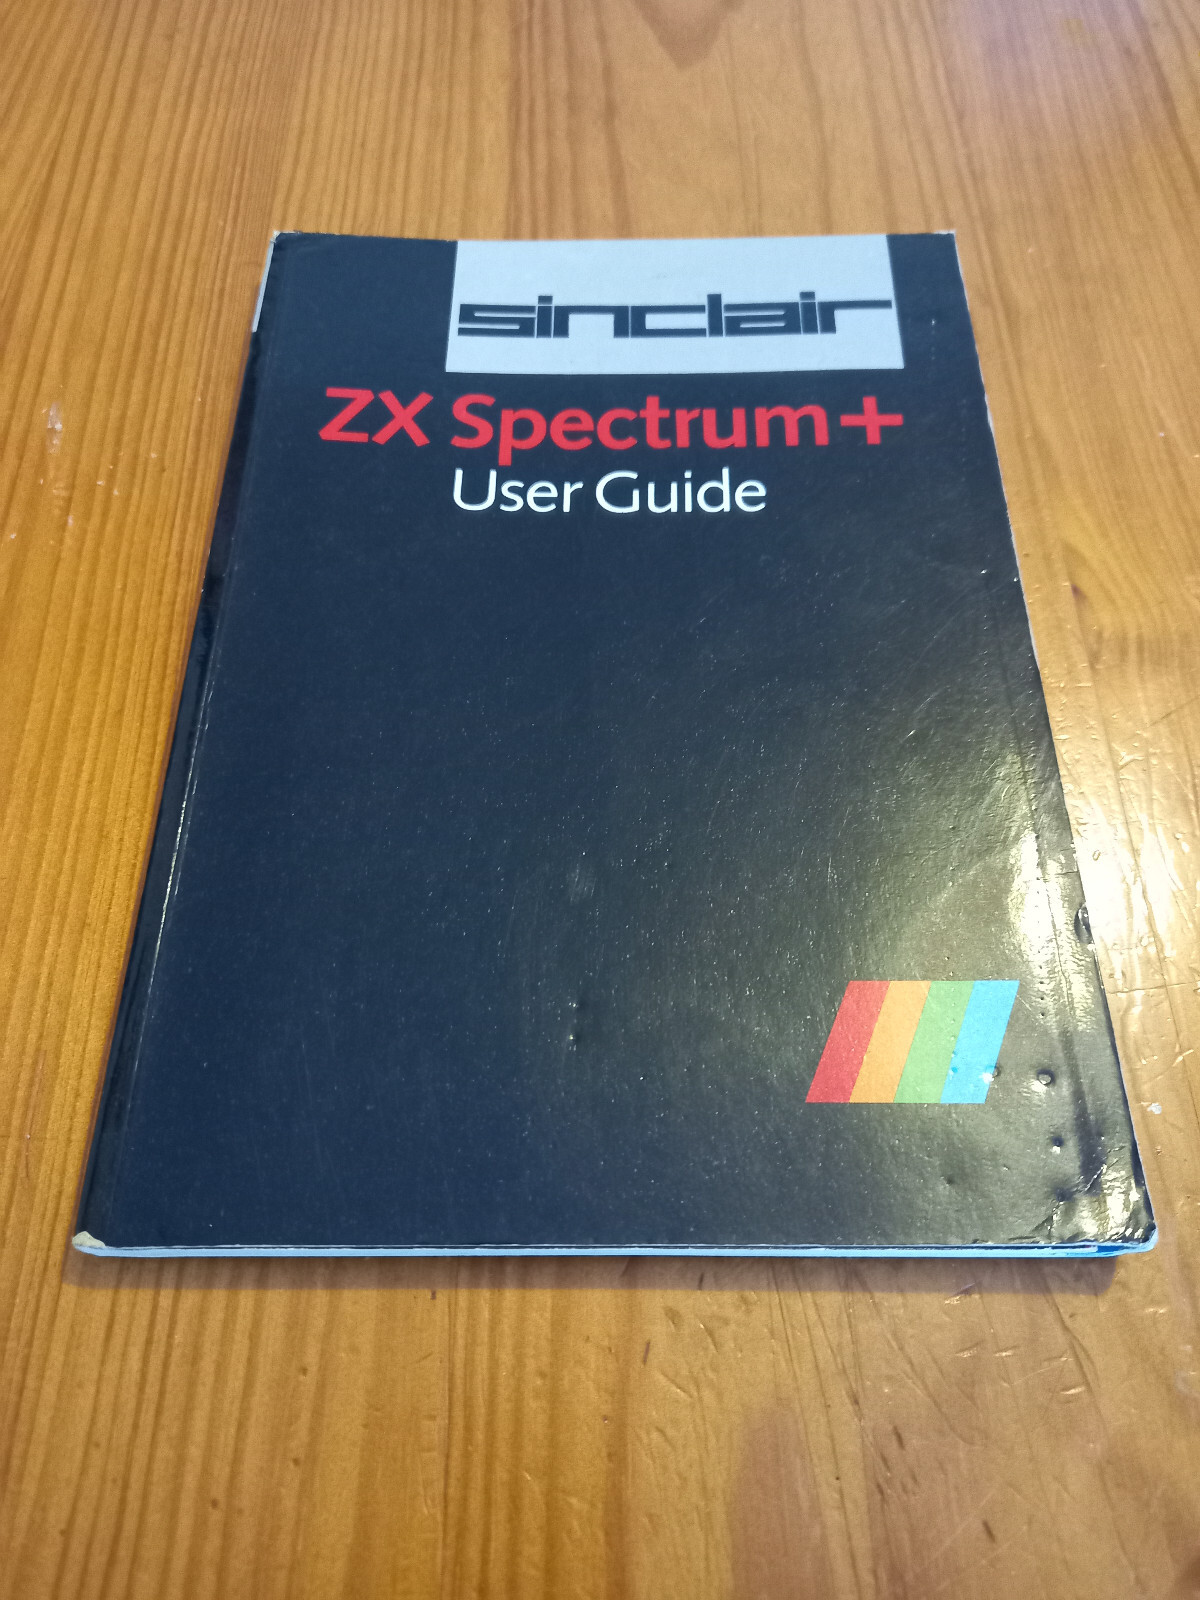 sinclair
ZX Spectrum+
User Guide